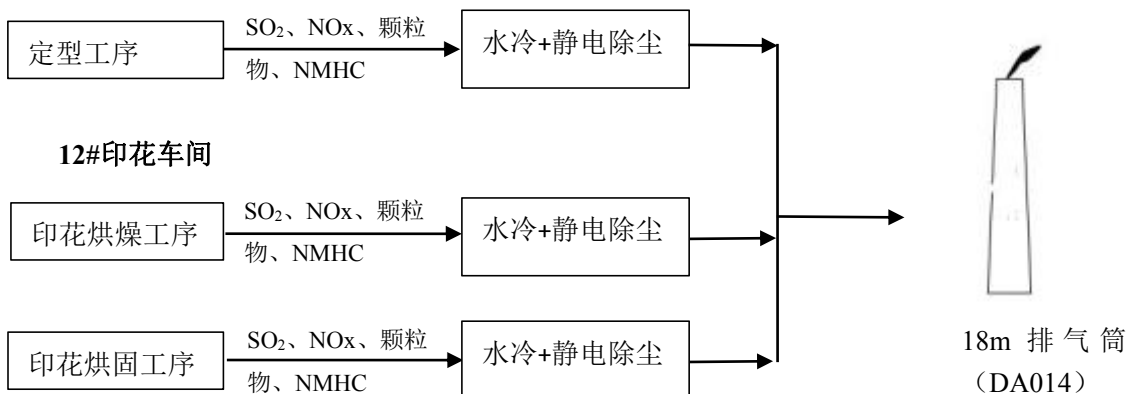 SO₂、NOx、颗粒
定型工序
物、NMHC
水冷+静电除尘
12#印花车间
SO₂、NOx、颗粒
印花烘燥工序
物、NMHC
水冷+静电除尘
SO₂、NOx、颗粒
印花烘固工序
物、NMHC
水冷+静电除尘
18m 排气筒
（DA014）